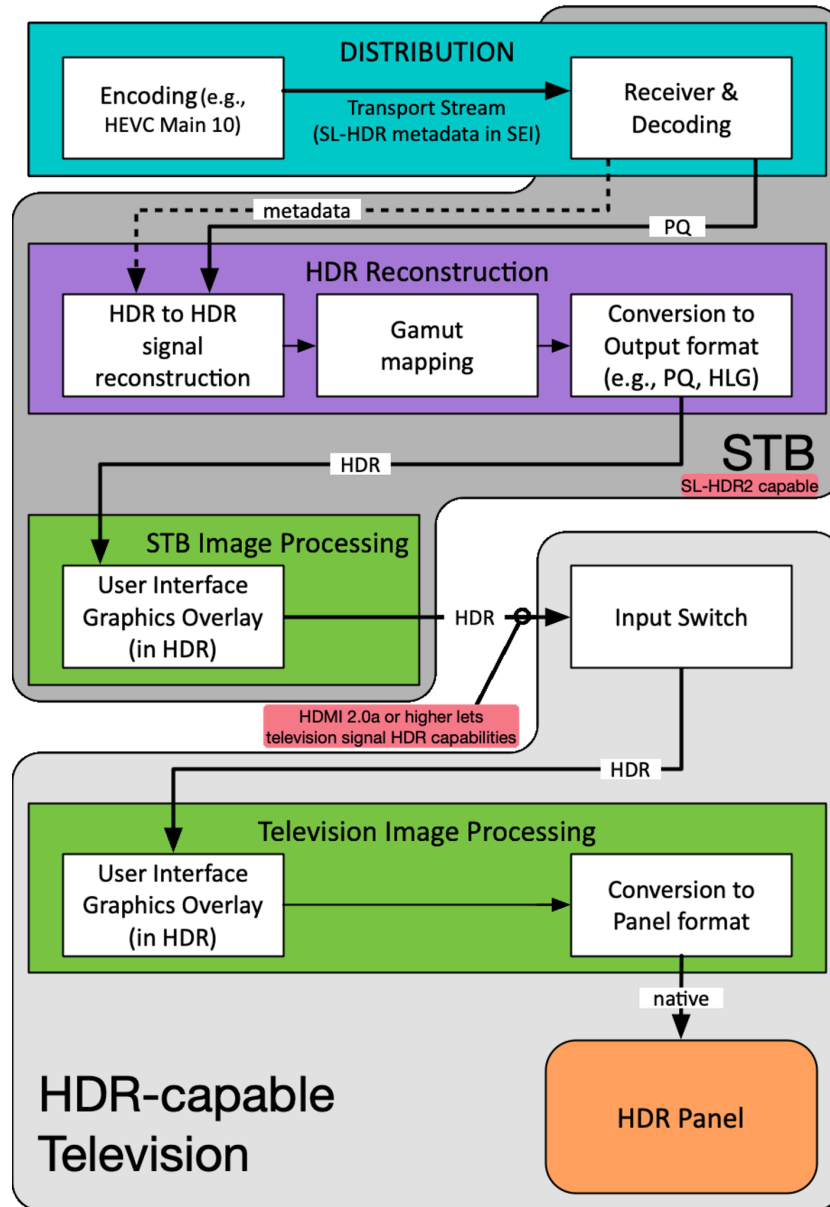 DISTRIBUTION
Encoding (e.g.,
HEVC Main 10)
Transport Stream
(SL-HDR metadata in SEI)
Receiver &
Decoding
metadata
PQ
HDR Reconstruction
HDR to HDR
signal
reconstruction
Gamut
mapping
Conversion to
Output format
(e.g., PQ, HLG)
HDR
STB
SL-HDR2 capable
STB Image Processing
User Interface
Graphics Overlay
(in HDR)
HDR
Input Switch
HDMI 2.0a or higher lets
television signal HDR capabilities
HDR
Television Image Processing
User Interface
Graphics Overlay
(in HDR)
Conversion to
Panel format
native
HDR-capable
Television
HDR Panel